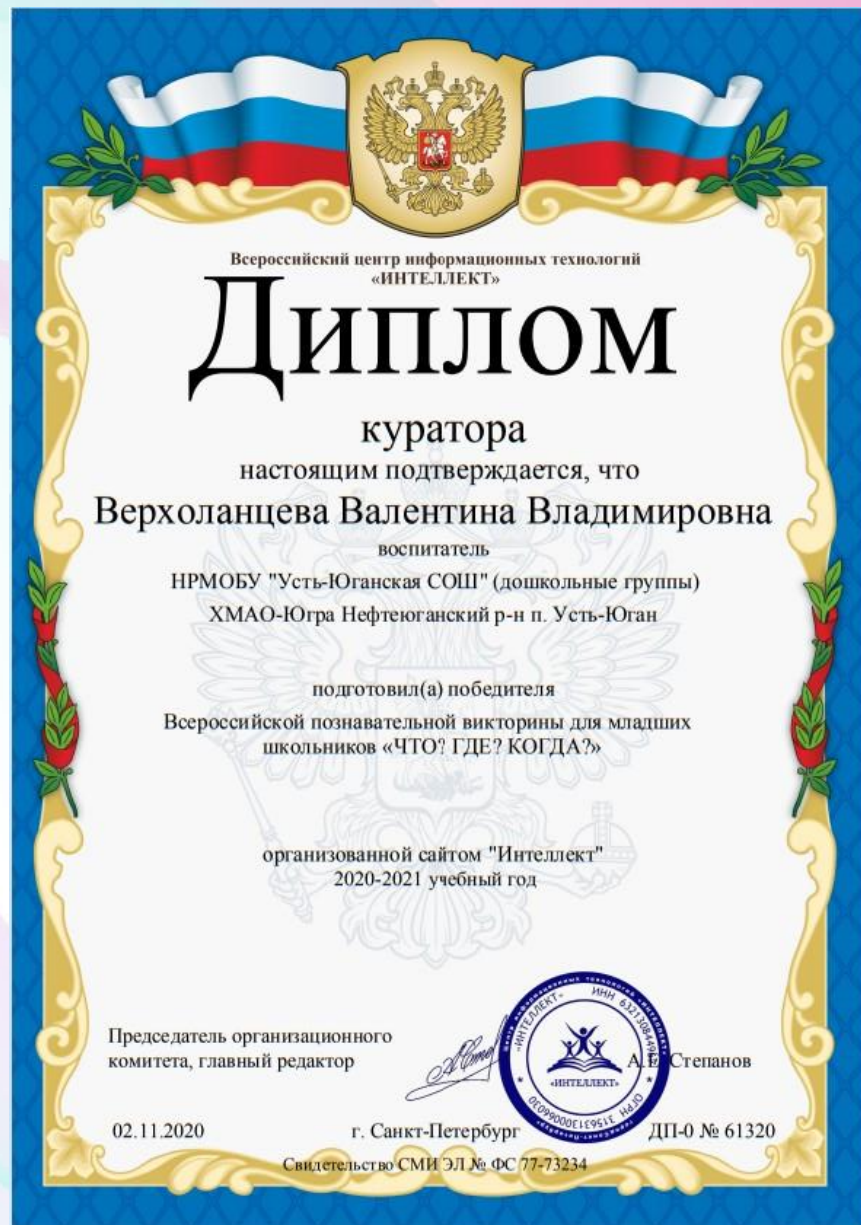 Всероссийский центр информационных технологий
«ИНТЕЛЛЕКТ»
Диплом
куратора
настоящим подтверждается, что
Верхоланцева Валентина Владимировна
воспитатель
НРМОБУ "Усть-Юганская СОШ" (дошкольные группы)
ХМАО-Югра Нефтеюганский р-н п. Усть-Юган
подготовил(а) победителя
Всероссийской познавательной викторины для младших
школьников «ЧТО? ГДЕ? КОГДА?»
организованной сайтом "Интеллект"
2020-2021 учебный год
Председатель организационного
комитета, главный редактор
Степанов
«ИНТЕЛЛЕКТ»
02.11.2020
г. Санкт-Петербург
ДП-0 № 61320
Свидетельство СМИ ЭЛ № ФС 77-73234